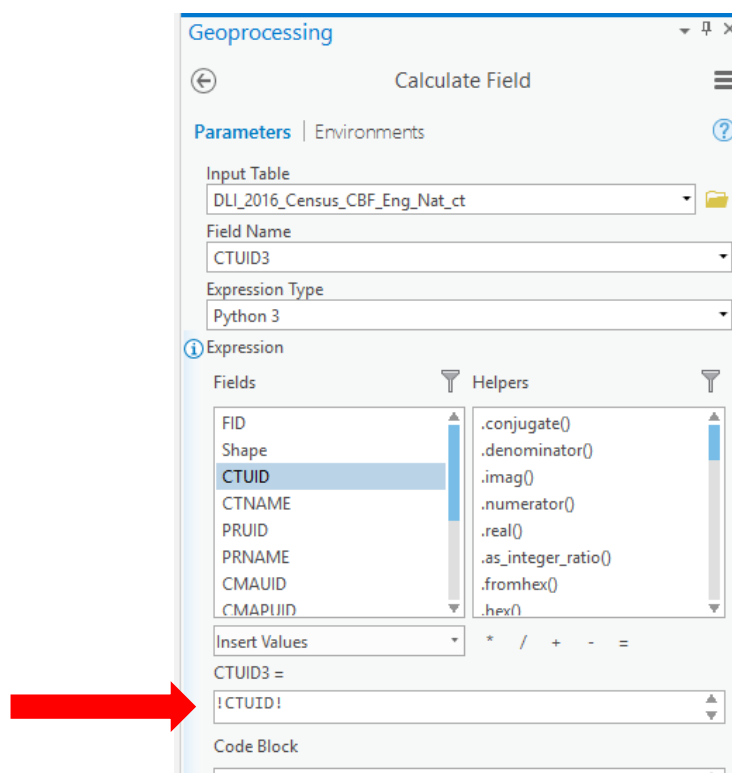 Geoprocessing
Calculate Field
Parameters | Environments
?
Input Table
DLI_2016_Census_CBF_Eng_Nat_ct
Field Name
CTUID3
Expression Type
Python 3
i Expression
Fields
FID
Shape
CTUID
CTNAME
PRUID
PRNAME
CMAUID
CMAPUID
Helpers
.conjugate()
.denominator()
.imag()
.numerator()
.real()
.as_integer_ratio()
.fromhex()
.hex()
Insert Values
* / + - =
CTUID3 =
!CTUID!
Code Block